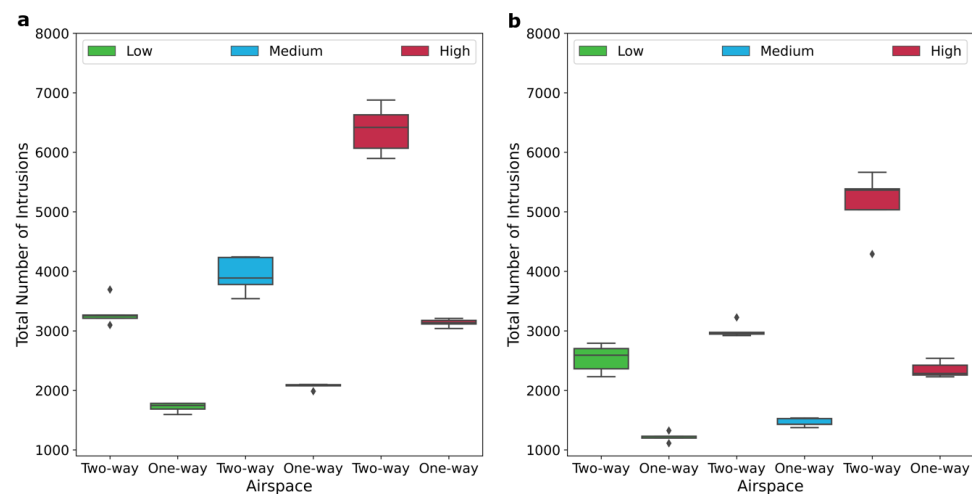 a
Low Medium High
8000
7000
6000
5000
4000
3000
2000
1000
Total Number of Intrusions
Two-way One-way Two-way One-way Two-way One-way
Airspace
b
Low Medium High
8000
7000
6000
5000
4000
3000
2000
1000
Total Number of Intrusions
Two-way One-way Two-way One-way Two-way One-way
Airspace